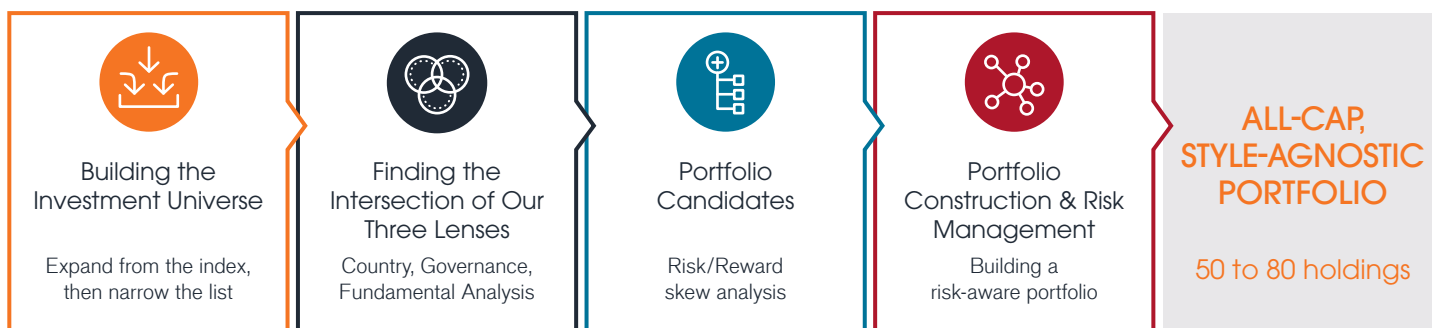 Building the
Investment Universe
Expand from the index,
then narrow the list
Finding the
Intersection of Our
Three Lenses
Country, Governance,
Fundamental Analysis
Portfolio
Candidates
Risk/Reward
skew analysis
Portfolio
Construction & Risk
Management
Building a
risk-aware portfolio
ALL-CAP,
STYLE-AGNOSTIC
PORTFOLIO
50 to 80 holdings